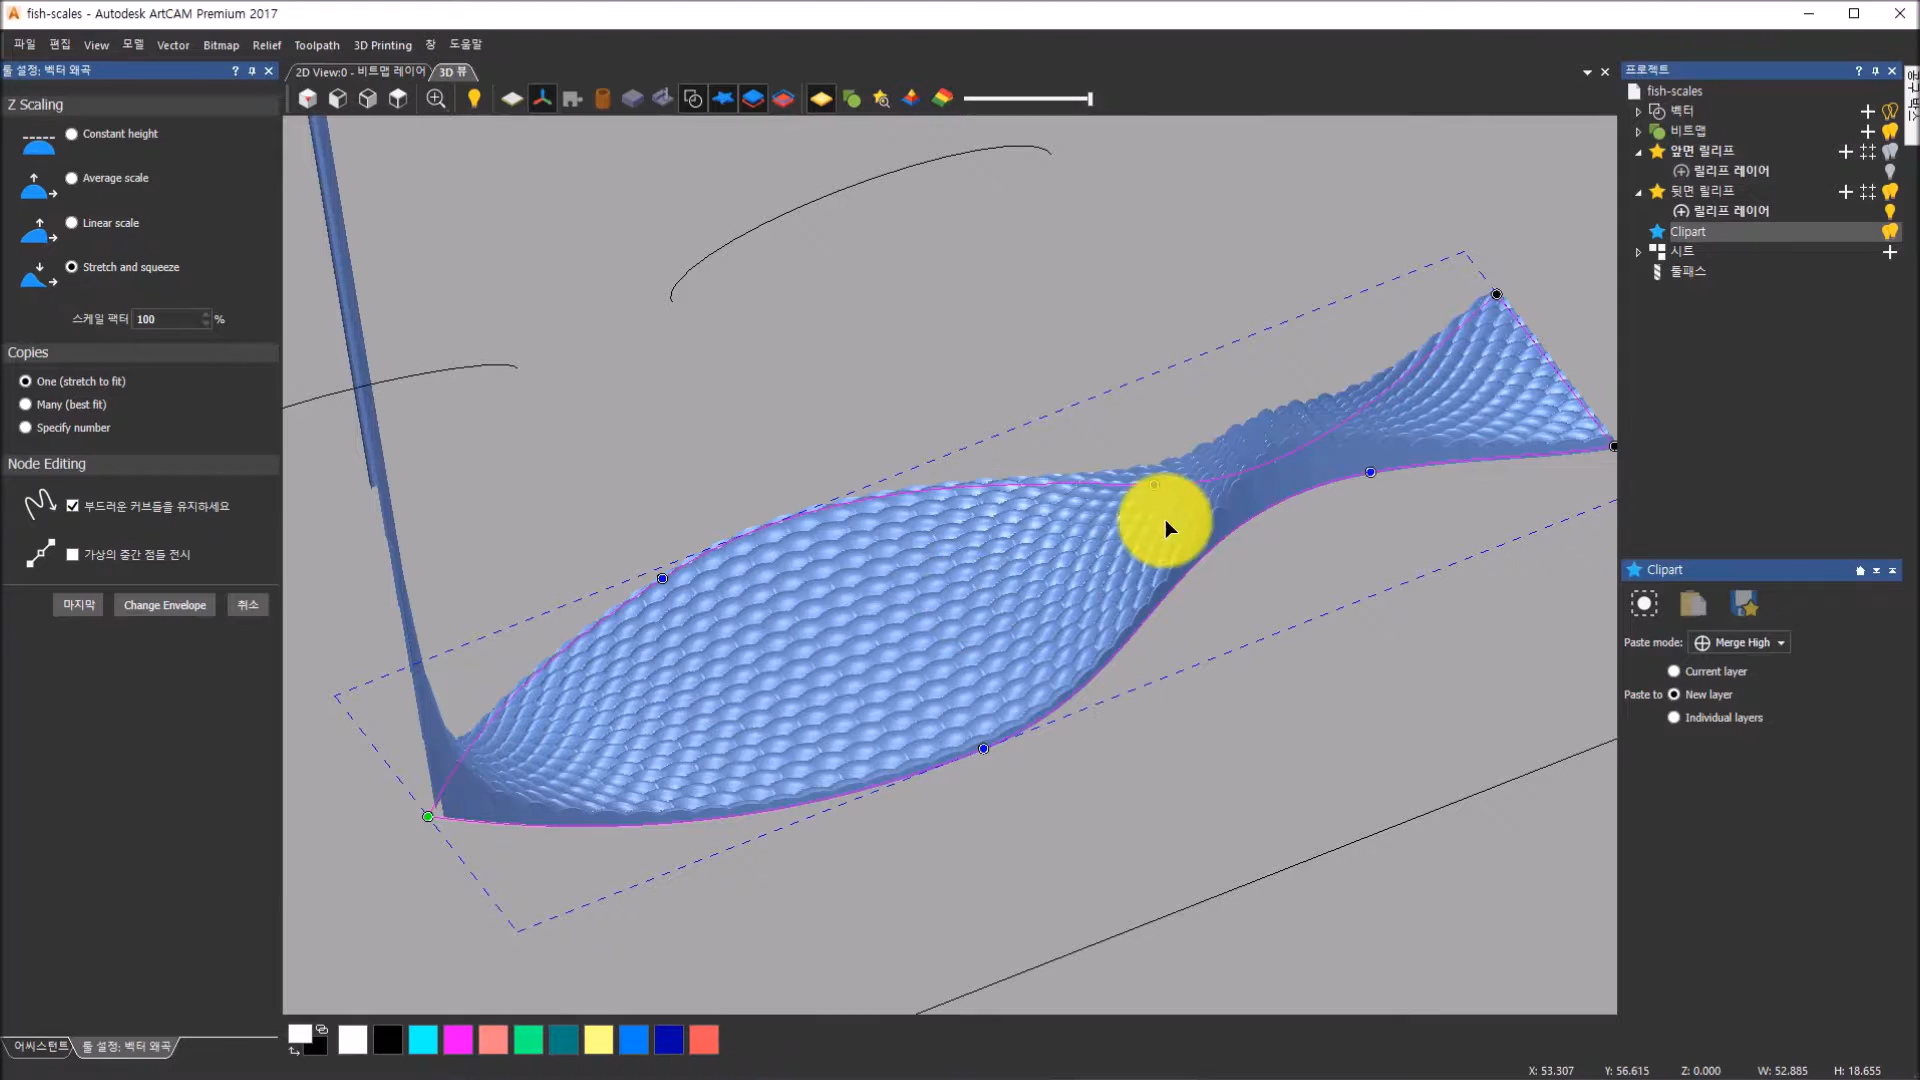 fish-scales - Autodesk ArtCAM Premium 2017
파일 편집 View 모델 Vector Bitmap Relief Toolpath 3D Printing 창 도움말
툴 설정: 벡터 왜곡
2D View:0 - 비트맵 레이어 3D 뷰
Z Scaling
Constant height
Average scale
Linear scale
Stretch and squeeze
스케일 팩터 100 %
Copies
One (stretch to fit)
Many (best fit)
Specify number
Node Editing
부드러운 커브들을 유지하세요
가상의 중간 점들 전시
마지막 Change Envelope 취소
어씨스턴트 툴 설정: 벡터 왜곡
프로젝트
fish-scales
벡터
비트맵
앞면 릴리프
릴리프 레이어
뒷면 릴리프
릴리프 레이어
Clipart
시트
툴패스
Clipart
Paste mode: Merge High
Current layer
Paste to New layer
Individual layers
X: 53.307 Y: 56.615 Z: 0.000 W: 52.885 H: 18.655